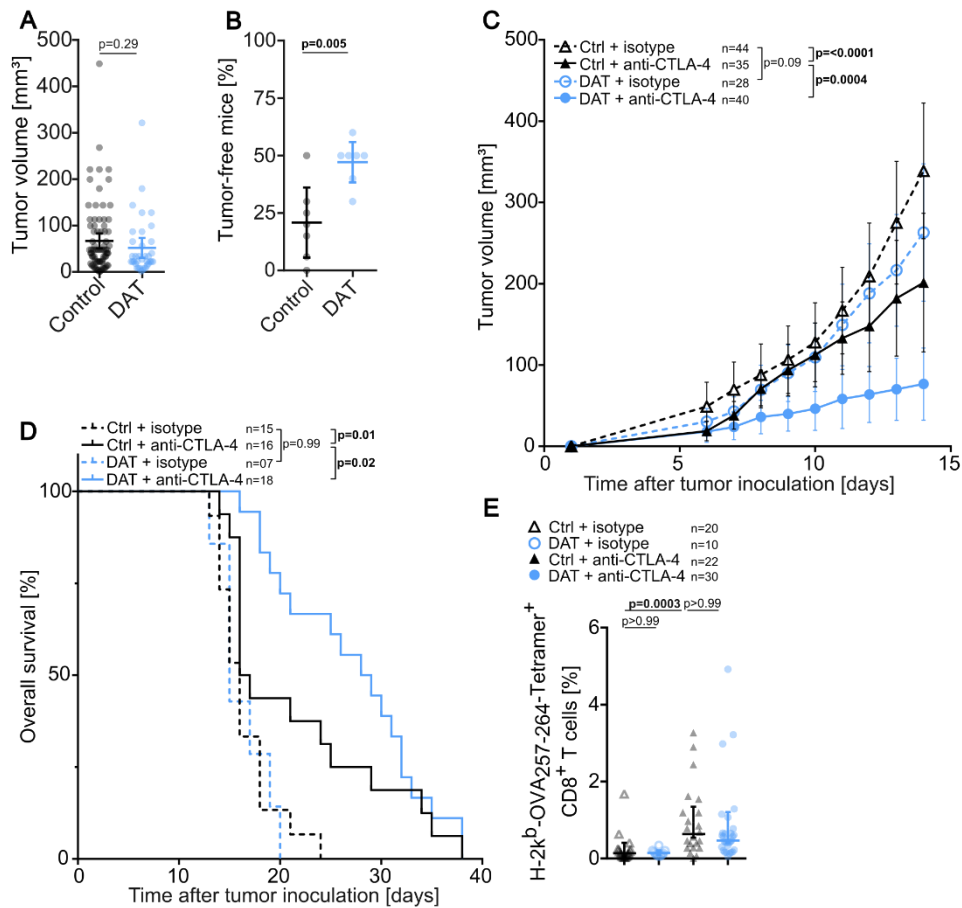 A
Tumor volume [mm³]
500
400
300
200
100
0
p=0.29
Control
DAT
B
Tumor-free mice [%]
100
75
50
25
0
p=0.005
Control
DAT
C
Tumor volume [mm³]
500
400
300
200
100
0
Ctrl + isotype n=44
Ctrl + anti-CTLA-4 n=35
DAT + isotype n=28
DAT + anti-CTLA-4 n=40
p=0.09
p=<0.0001
p=0.0004
0 5 10 15
Time after tumor inoculation [days]
D
Ctrl + isotype n=15
Ctrl + anti-CTLA-4 n=16
DAT + isotype n=07
DAT + anti-CTLA-4 n=18
p=0.99
p=0.01
p=0.02
Overall survival [%]
100
50
0
0 10 20 30 40
Time after tumor inoculation [days]
E
Ctrl + isotype n=20
DAT + isotype n=10
Ctrl + anti-CTLA-4 n=22
DAT + anti-CTLA-4 n=30
p=0.0003 p>0.99
p>0.99
H-2kᵇ-OVA257-264-Tetramer⁺
CD8⁺ T cells [%]
6
4
2
0